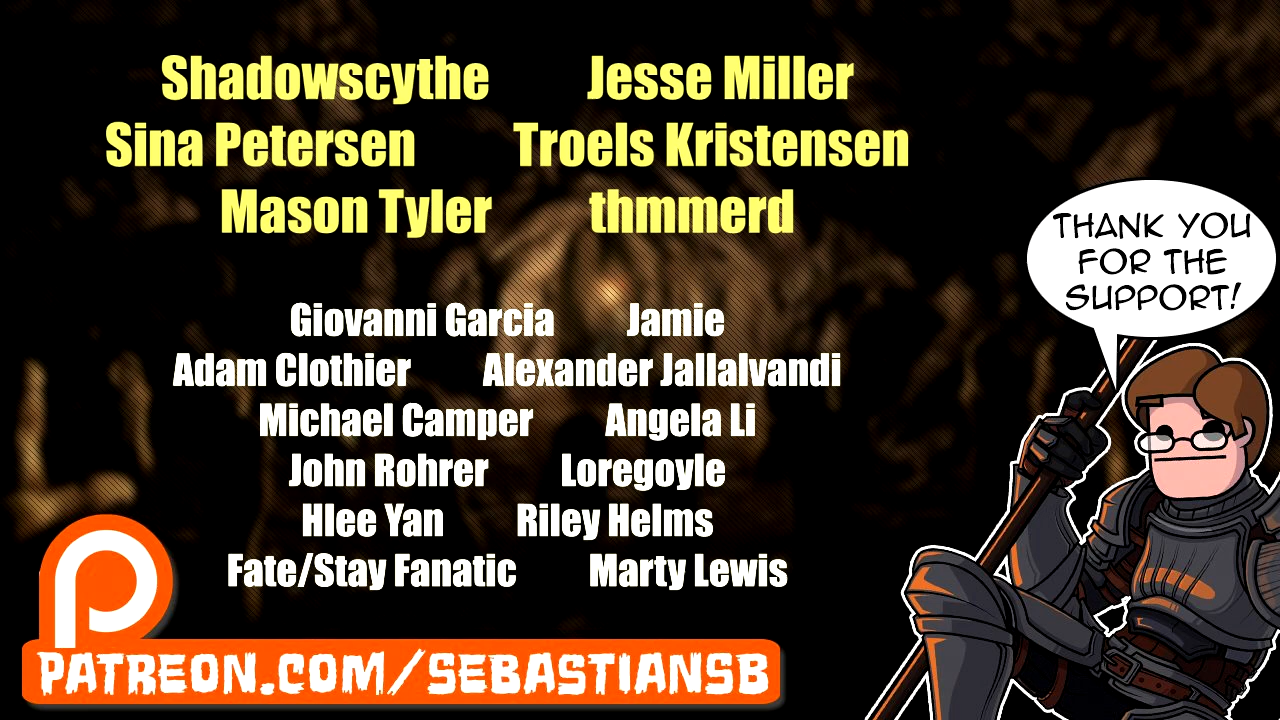 Shadowscythe Jesse Miller
Sina Petersen Troels Kristensen
Mason Tyler thmmerd
Giovanni Garcia Jamie
Adam Clothier Alexander Jallalvandi
Michael Camper Angela Li
John Rohrer Loregoyle
Hlee Yan Riley Helms
Fate/Stay Fanatic Marty Lewis
THANK YOU
FOR THE
SUPPORT!
PATREON.COM/SEBASTIANSB